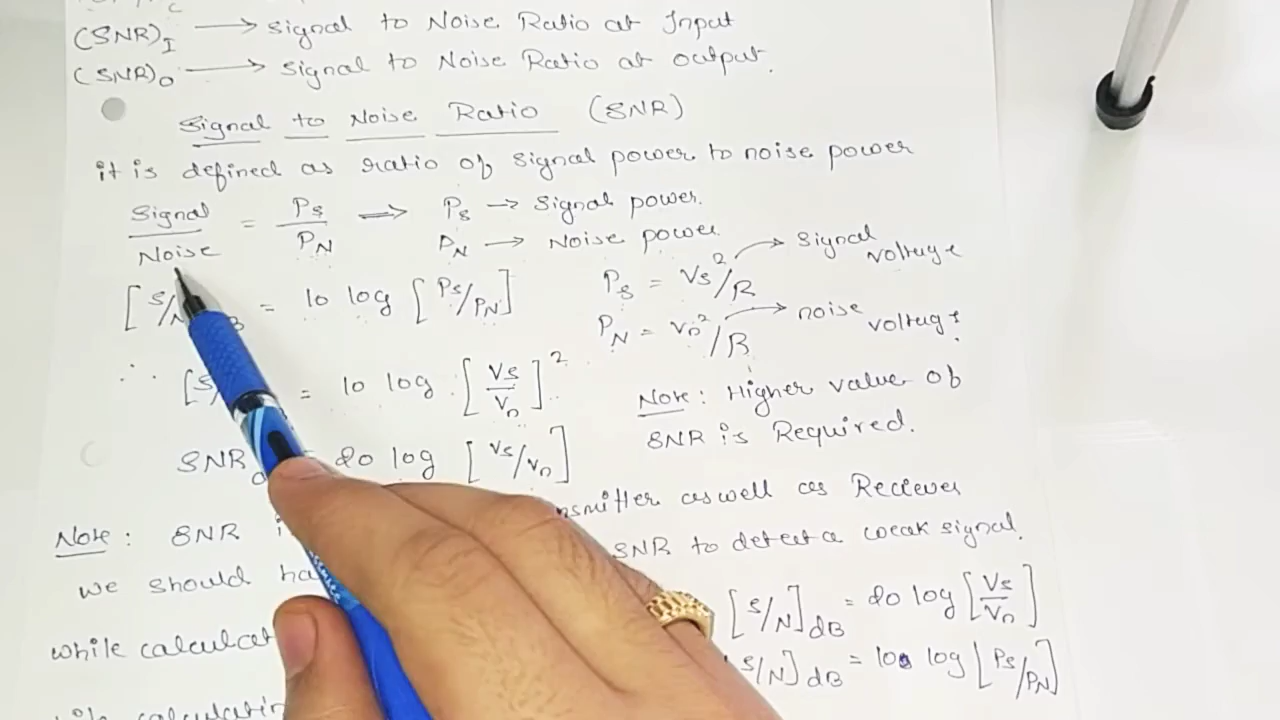 (SNR)I → Signal to Noise Ratio at Input
(SNR)O → Signal to Noise Ratio at output.
Signal to Noise Ratio (SNR)
it is defined as ratio of signal power to noise power
Signal/Noise = PS/PN ⇒ PS → Signal power.
PN → Noise power
PS = VS²/R → signal voltage
[S/N = 10 log [PS/PN]
PN = Vn²/R → noise voltage
∴ [S = 10 log [VS/Vn]²
Note: Higher value of
SNR is Required.
SNR = 20 log [VS/Vn]
Note: SNR as well as Reciever
we should SNR to detect a weak signal.
while [S/N]dB = 20 log [VS/Vn]
S/N]dB = 10 log [PS/PN]